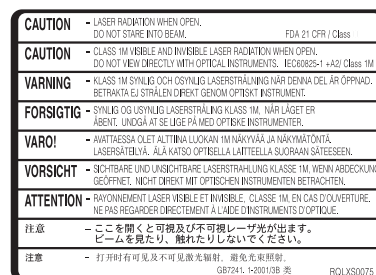 CAUTION - LASER RADIATION WHEN OPEN.
DO NOT STARE INTO BEAM. FDA 21 CFR / Class
CAUTION - CLASS 1M VISIBLE AND INVISIBLE LASER RADIATION WHEN OPEN.
DO NOT VIEW DIRECTLY WITH OPTICAL INSTRUMENTS. IEC60825-1 +A2/ Class 1M
VARNING - KLASS 1M SYNLIG OCH OSYNLIG LASERSTRÅLNING NÄR DENNA DEL ÄR ÖPPNAD.
BETRAKTA EJ STRÅLEN DIREKT GENOM OPTISKT INSTRUMENT.
FORSIGTIG - SYNLIG OG USYNLIG LASERSTRÅLING KLASSE 1M, NÅR LÅGET ER
ÅBENT. UNDGÅ AT SE LIGE PÅ MED OPTISKE INSTRUMENTER.
VARO! - AVATTAESSA OLET ALTTIINA LUOKAN 1M NÄKYVÄÄ JA NÄKYMÄTÖNTÄ
LASERSÄTEILYÄ. ÄLÄ KATSO OPTISELLA LAITTEELLA SUORAAN SÄTEESEEN.
VORSICHT - SICHTBARE UND UNSICHTBARE LASERSTRAHLUNG KLASSE 1M, WENN ABDECKUNG
GEÖFFNET. NICHT DIREKT MIT OPTISCHEN INSTRUMENTEN BETRACHTEN.
ATTENTION - RAYONNEMENT LASER VISIBLE ET INVISIBLE, CLASSE 1M, EN CAS D'OUVERTURE.
NE PAS REGARDER DIRECTEMENT À L'AIDE D'INSTRUMENTS D'OPTIQUE.
注意 - ここを開くと可視及び不可視レーザ光が出ます。
ビームを見たり、触れたりしないでください。
注意 - 打开时有可见及不可见激光辐射。避免光束照射。
GB7247.1-2001/3B 类 RQLXS0075